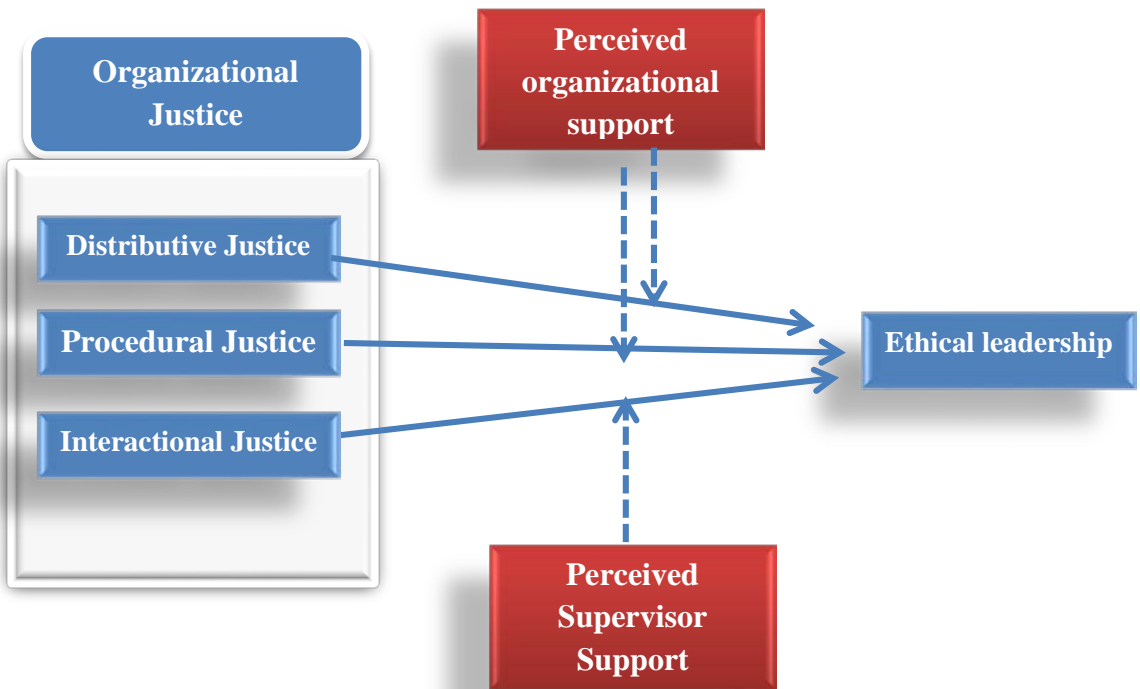 Organizational
Justice
Perceived
organizational
support
Distributive Justice
Procedural Justice
Interactional Justice
Ethical leadership
Perceived
Supervisor
Support